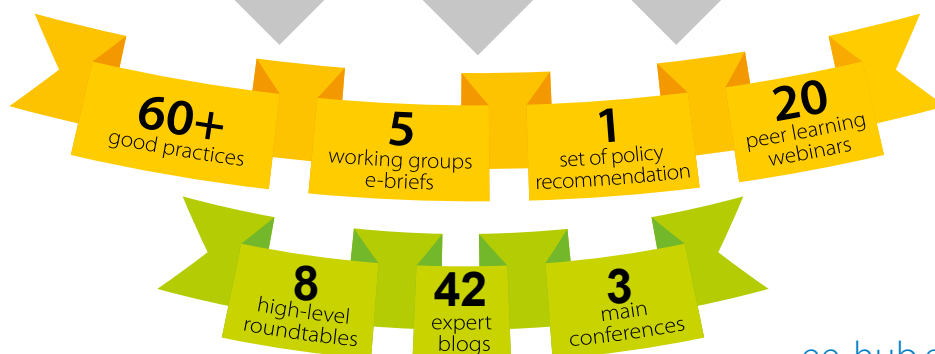 60+
good practices
5
working groups
e-briefs
1
set of policy
recommendation
20
peer learning
webinars
8
high-level
roundtables
42
expert
blogs
3
main
conferences